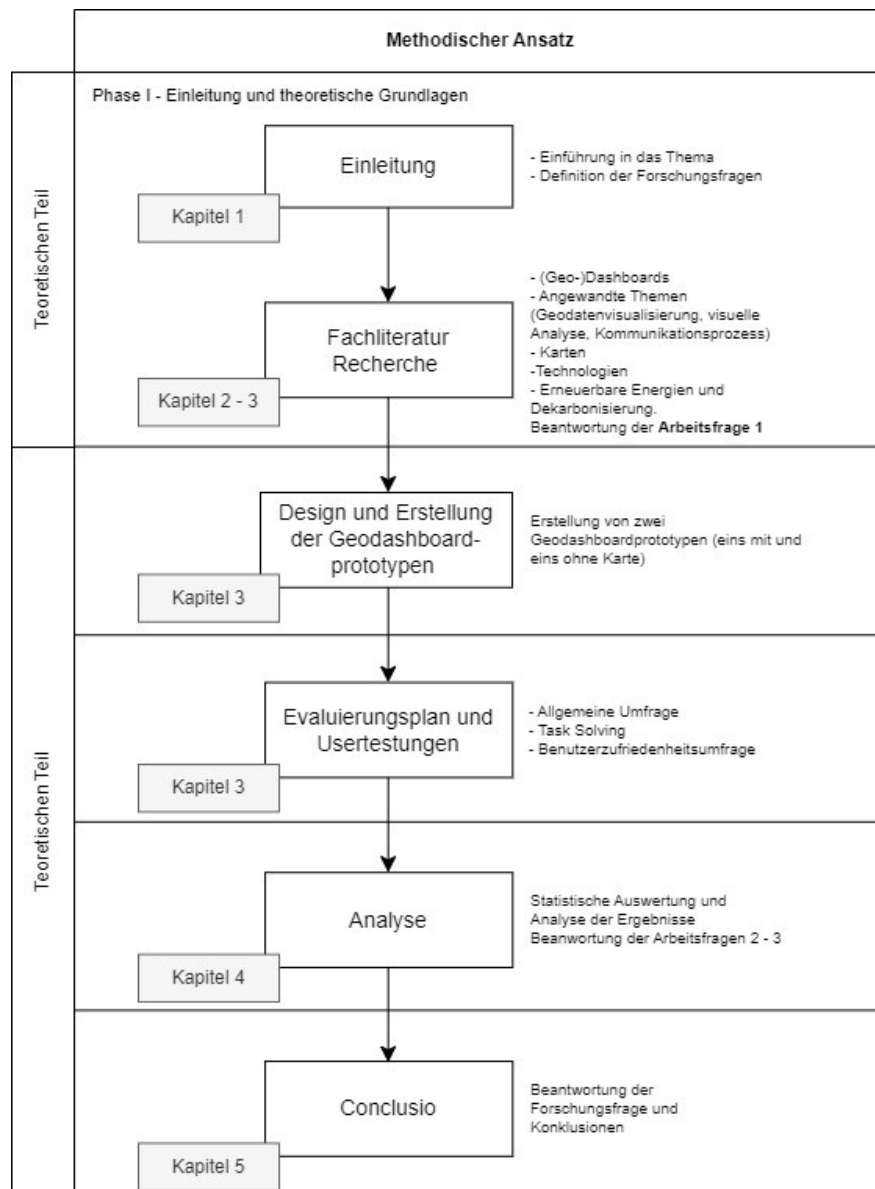 Methodischer Ansatz
Teoretischen Teil
Phase I - Einleitung und theoretische Grundlagen
Einleitung
Kapitel 1
- Einführung in das Thema
- Definition der Forschungsfragen
Fachliteratur
Recherche
Kapitel 2 - 3
- (Geo-)Dashboards
- Angewandte Themen
(Geodatenvisualisierung, visuelle
Analyse, Kommunikationsprozess)
- Karten
-Technologien
- Erneuerbare Energien und
Dekarbonisierung.
Beantwortung der Arbeitsfrage 1
Teoretischen Teil
Design und Erstellung
der Geodashboard-
prototypen
Kapitel 3
Erstellung von zwei
Geodashboardprototypen (eins mit und
eins ohne Karte)
Evaluierungsplan und
Usertestungen
Kapitel 3
- Allgemeine Umfrage
- Task Solving
- Benutzerzufriedenheitsumfrage
Analyse
Kapitel 4
Statistische Auswertung und
Analyse der Ergebnisse
Beanwortung der Arbeitsfragen 2 - 3
Conclusio
Kapitel 5
Beantwortung der
Forschungsfrage und
Konklusionen